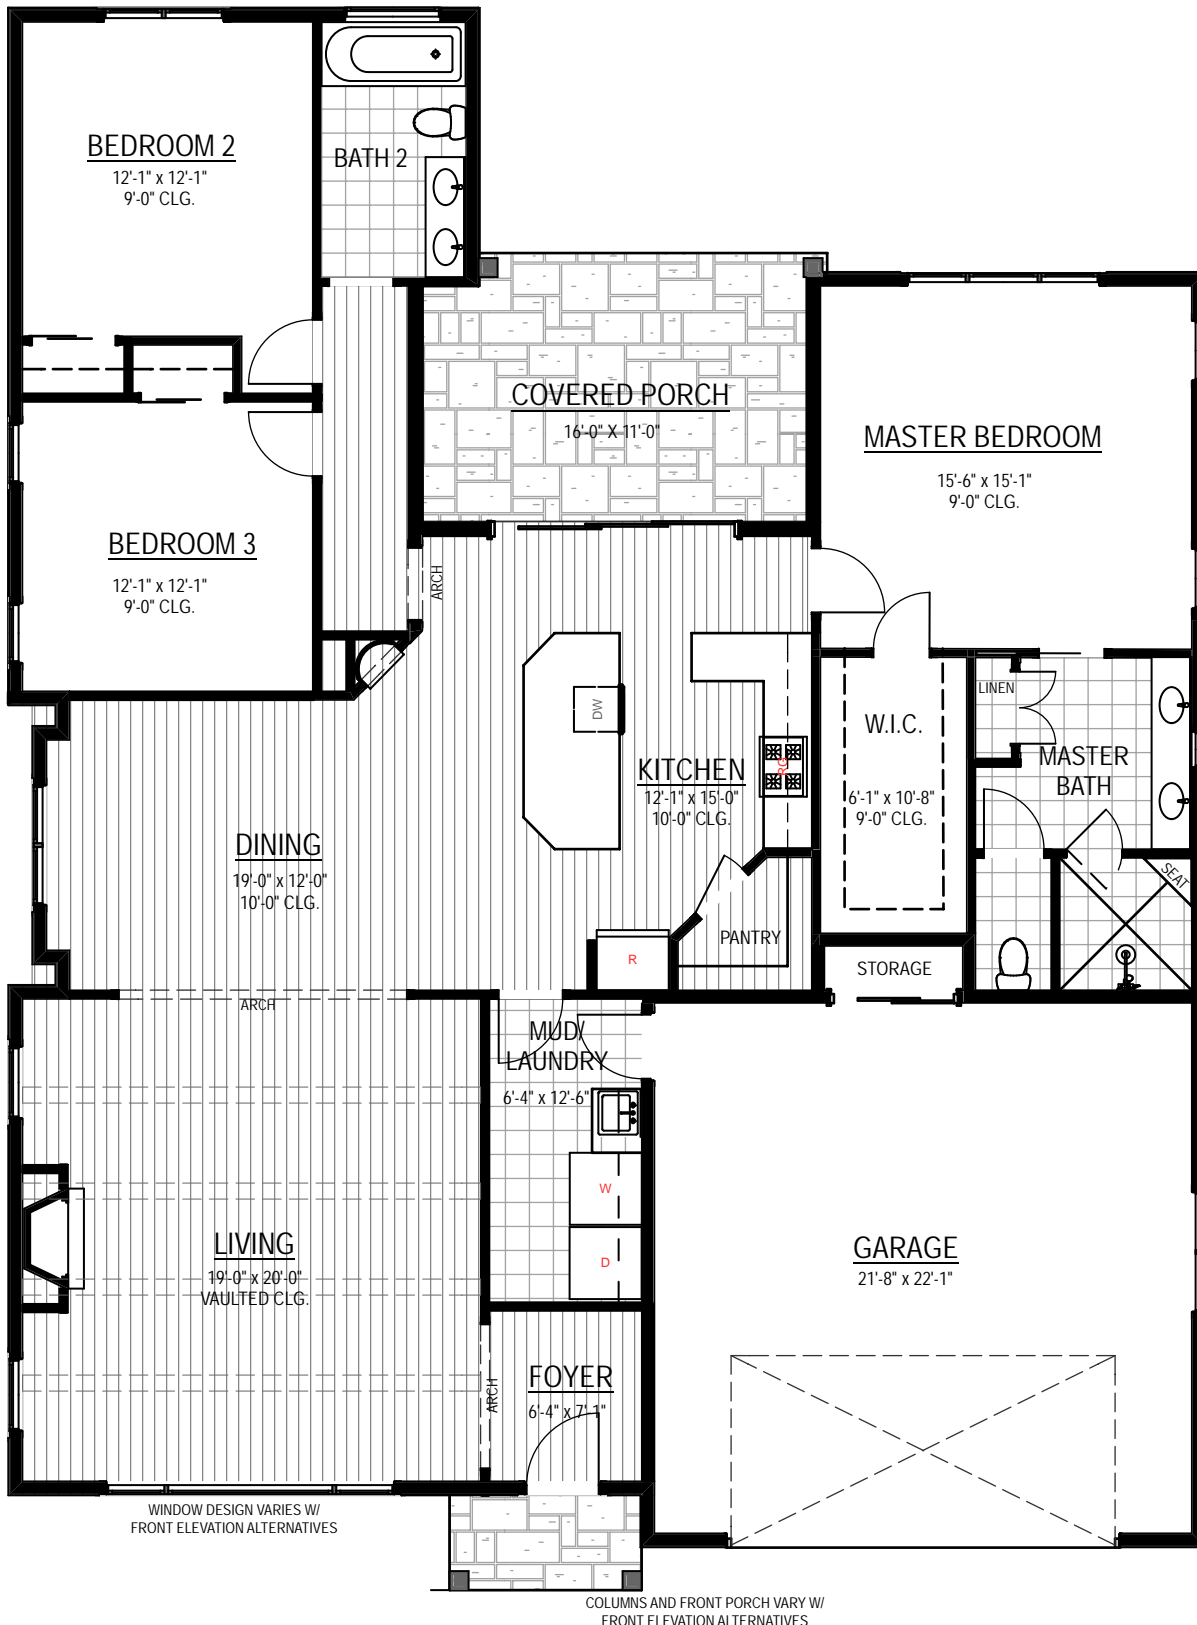 BEDROOM 2
12'-1" x 12'-1"
9'-0" CLG.
BATH 2
COVERED PORCH
16'-0" X 11'-0"
MASTER BEDROOM
15'-6" x 15'-1"
9'-0" CLG.
BEDROOM 3
12'-1" x 12'-1"
9'-0" CLG.
ARCH
DW
LINEN
W.I.C.
6'-1" x 10'-8"
9'-0" CLG.
MASTER
BATH
KITCHEN
12'-1" x 15'-0"
10'-0" CLG.
RG
DINING
19'-0" x 12'-0"
10'-0" CLG.
SEAT
PANTRY
R
STORAGE
ARCH
MUD/
LAUNDRY
6'-4" x 12'-6"
W
D
LIVING
19'-0" x 20'-0"
VAULTED CLG.
GARAGE
21'-8" x 22'-1"
FOYER
6'-4" x 7'-1"
ARCH
WINDOW DESIGN VARIES W/
FRONT ELEVATION ALTERNATIVES
COLUMNS AND FRONT PORCH VARY W/
FRONT ELEVATION ALTERNATIVES